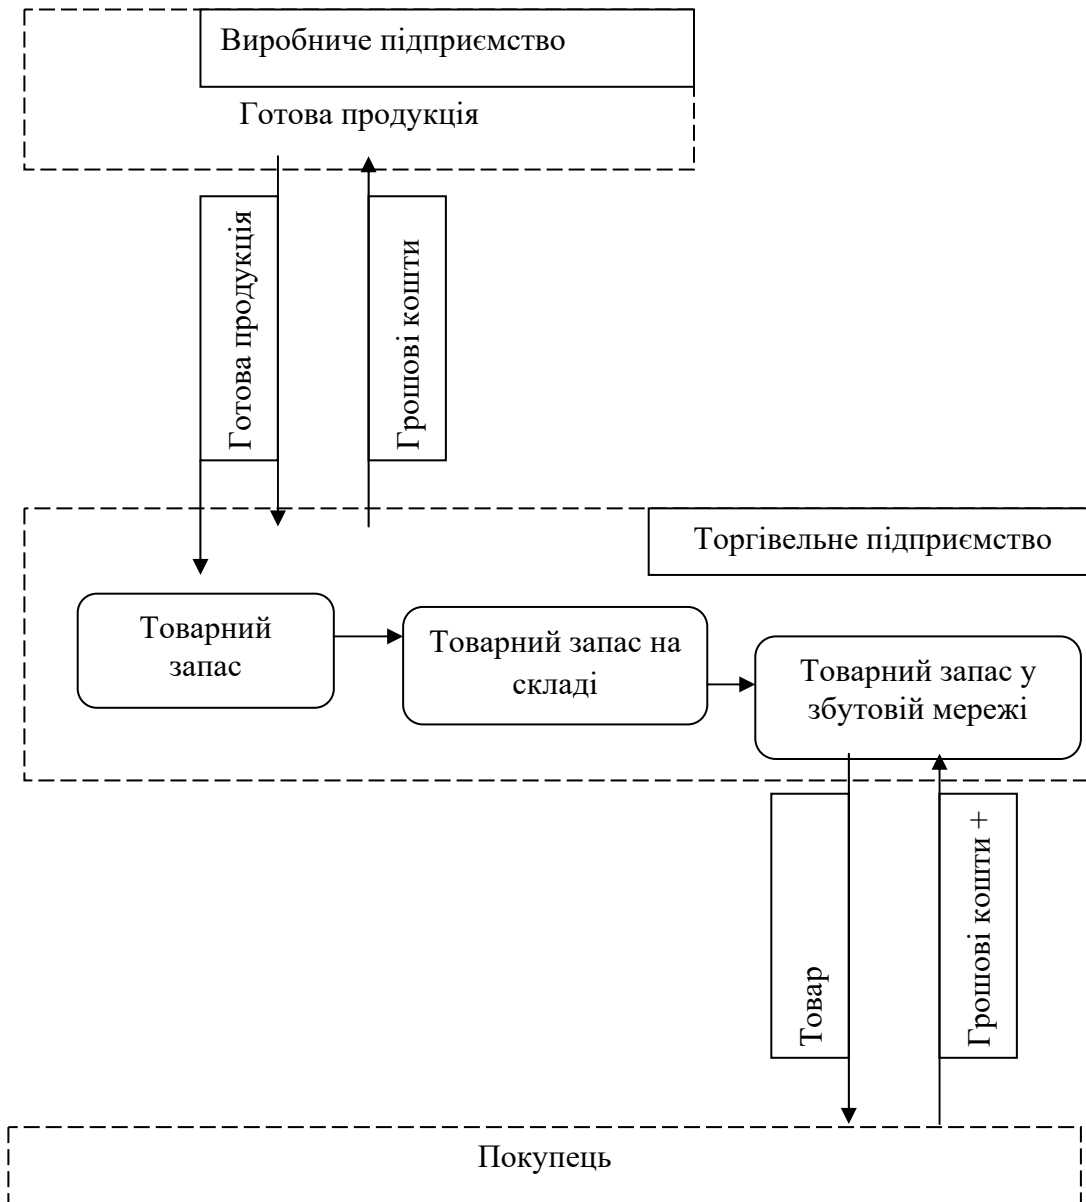 Виробниче підприємство
Готова продукція
Готова продукція
Грошові кошти
Торгівельне підприємство
Товарний
запас
Товарний запас на
складі
Товарний запас у
збутовій мережі
Товар
Грошові кошти +
Покупець